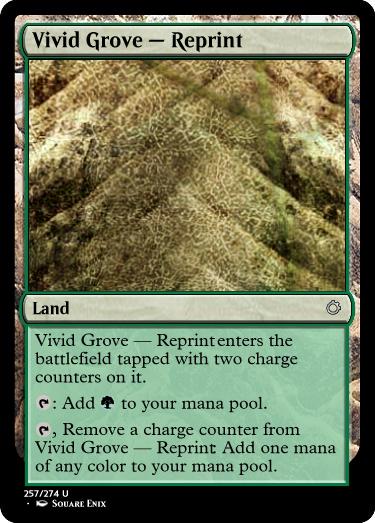 Vivid Grove — Reprint
Land
Vivid Grove — Reprint enters the
battlefield tapped with two charge
counters on it.
: Add to your mana pool.
, Remove a charge counter from
Vivid Grove — Reprint: Add one mana
of any color to your mana pool.
257/274 U
· Square Enix